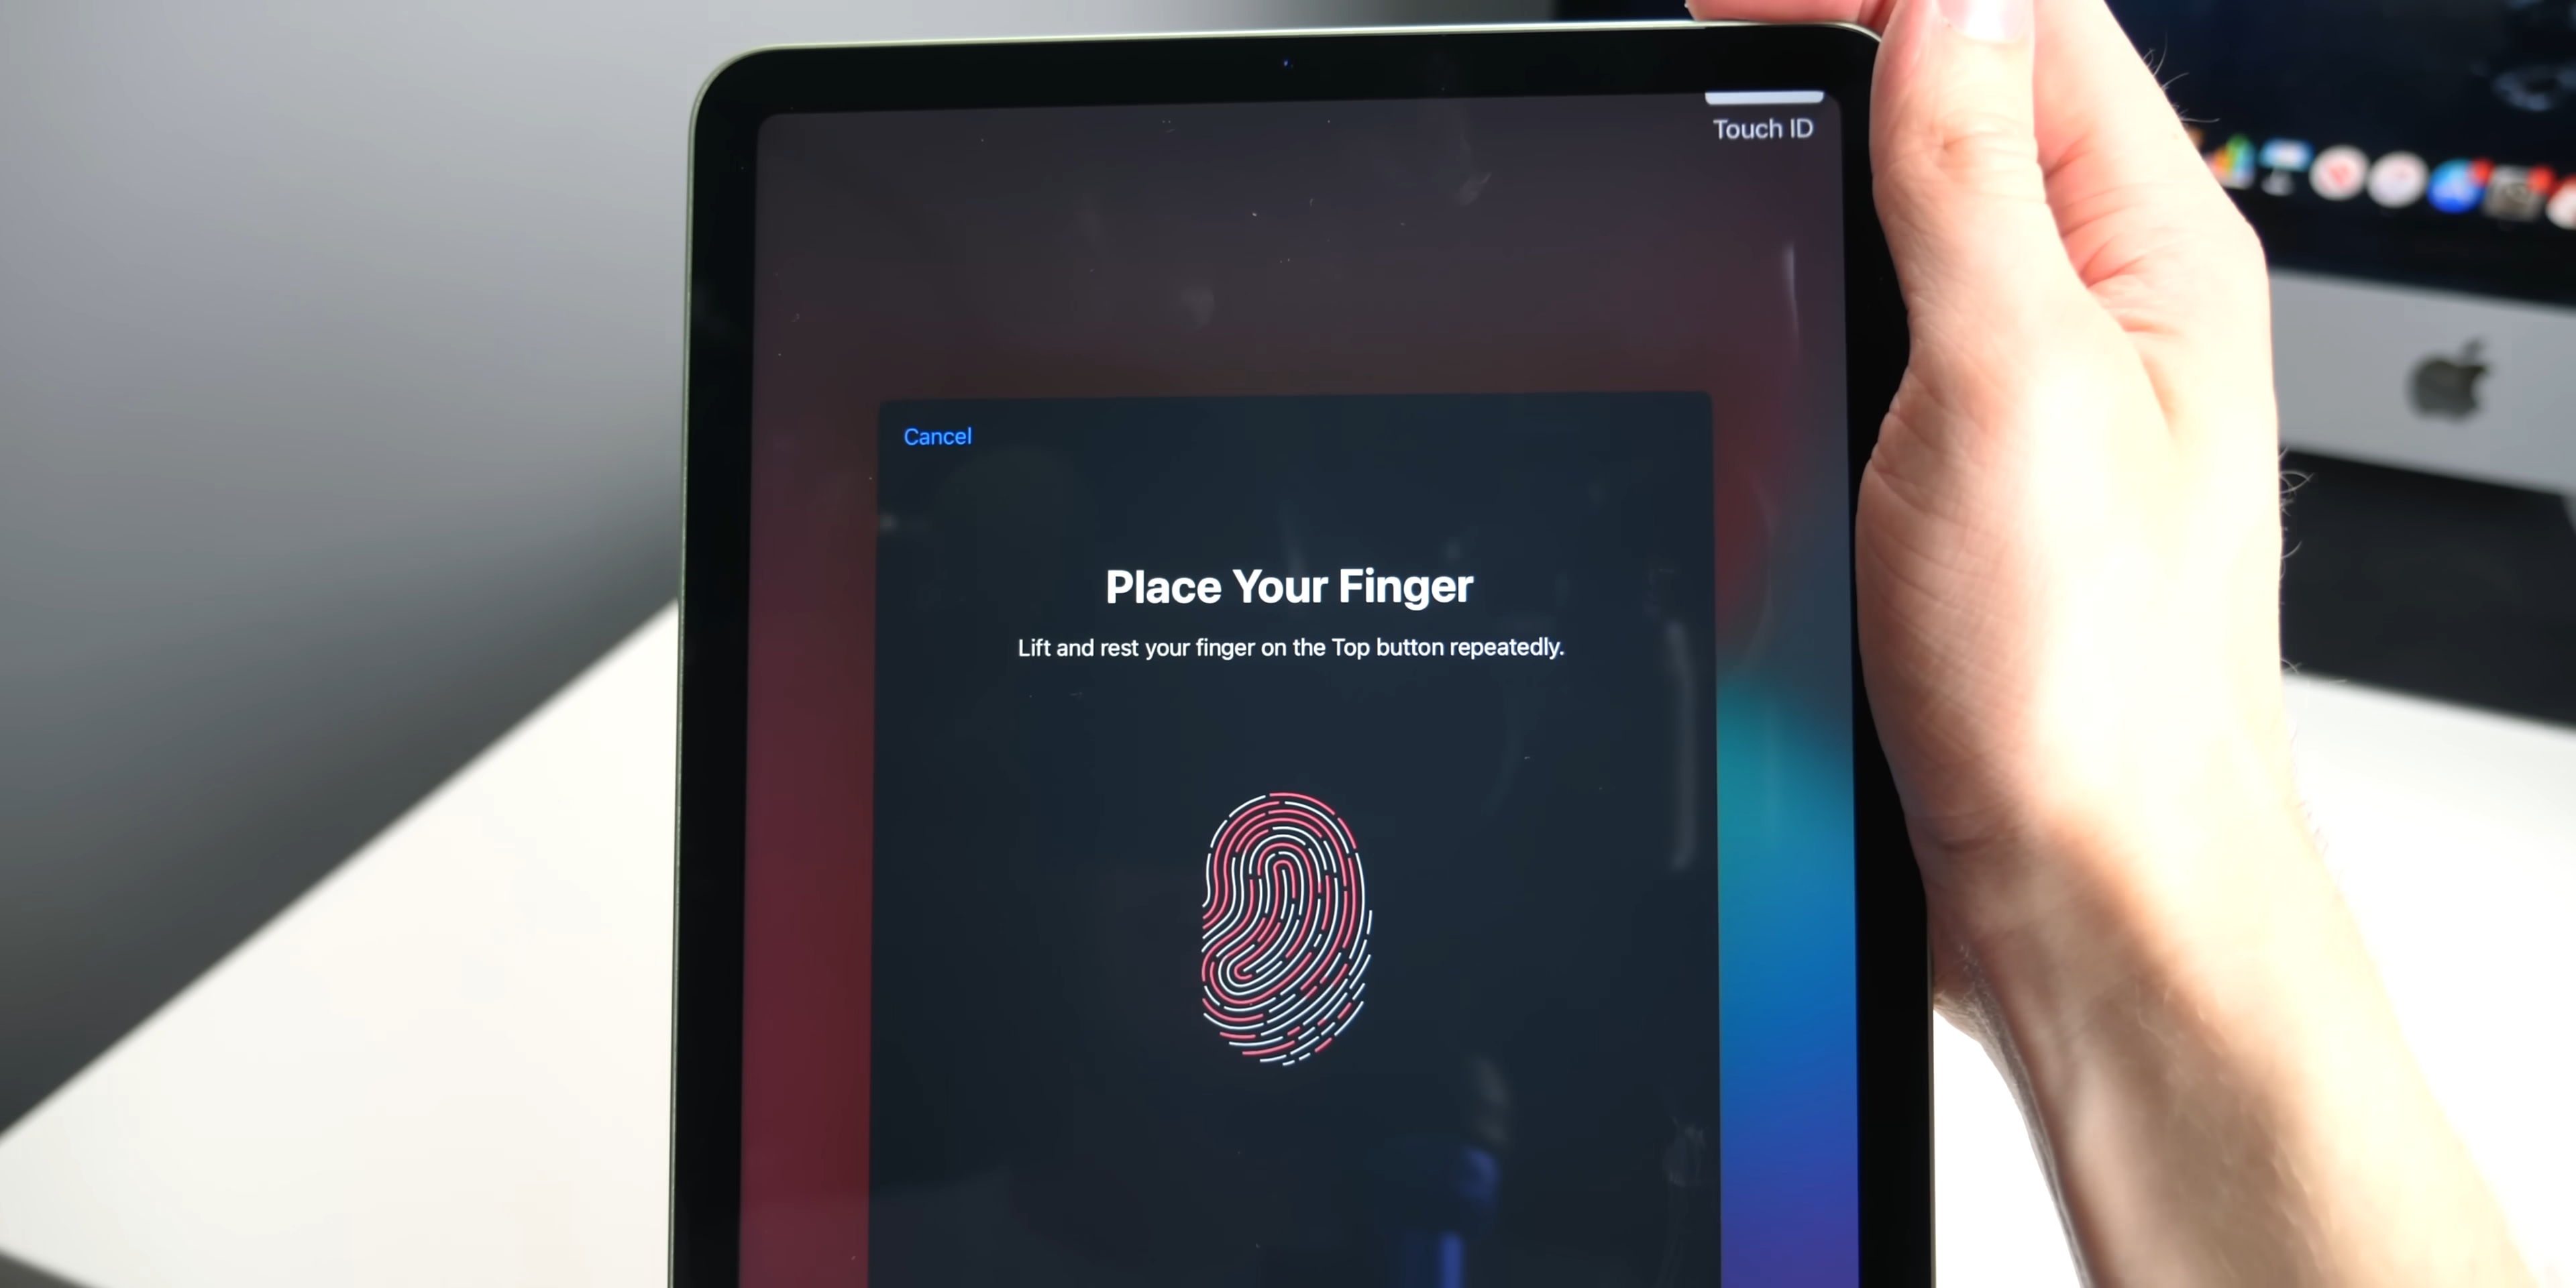 Touch ID
Cancel
Place Your Finger
Lift and rest your finger on the Top button repeatedly.